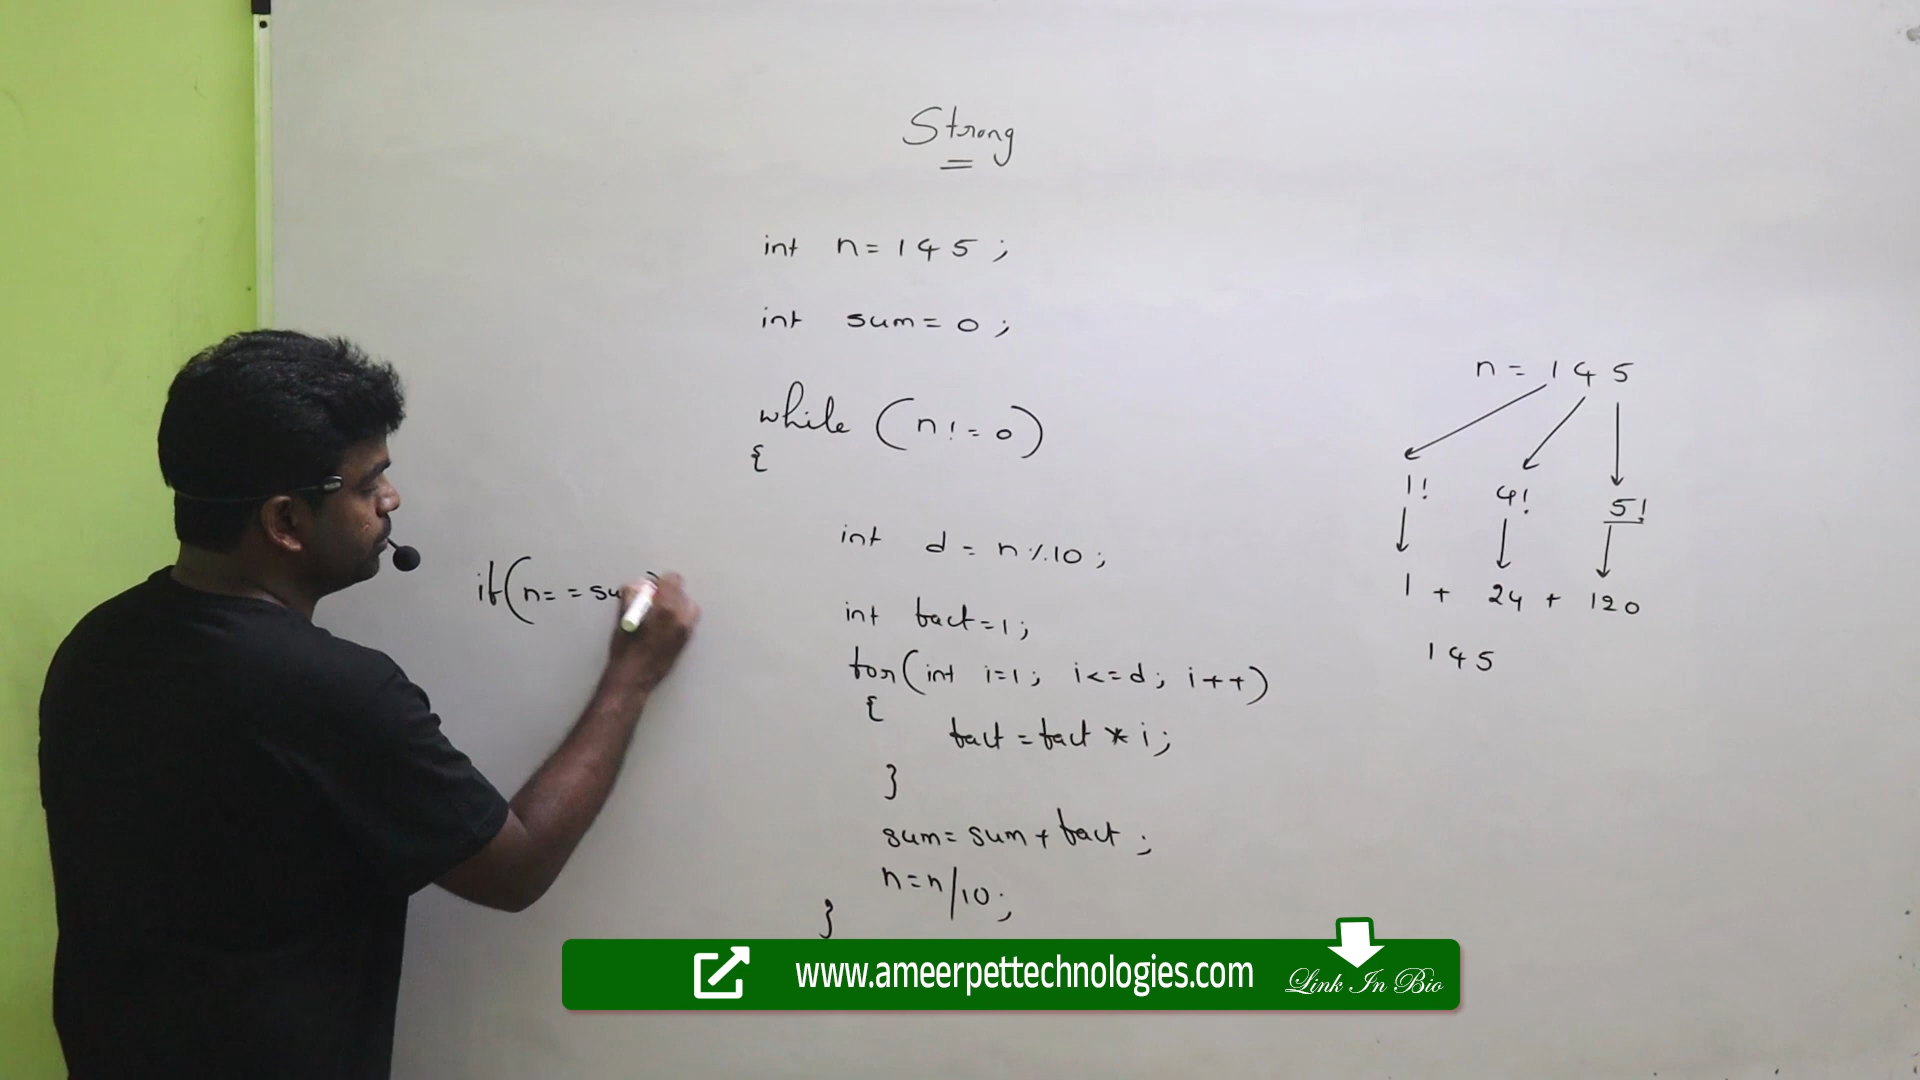 Strong
int n = 145 ;
int sum = 0 ;
while (n != 0)
{
int d = n % 10 ;
int fact = 1 ;
for (int i=1; i<=d; i++)
{
fact = fact * i ;
}
sum = sum + fact ;
n = n/10 ;
}
if(n==su
n = 145
1! 4! 5!
1 + 24 + 120
145
www.ameerpettechnologies.com
Link In Bio